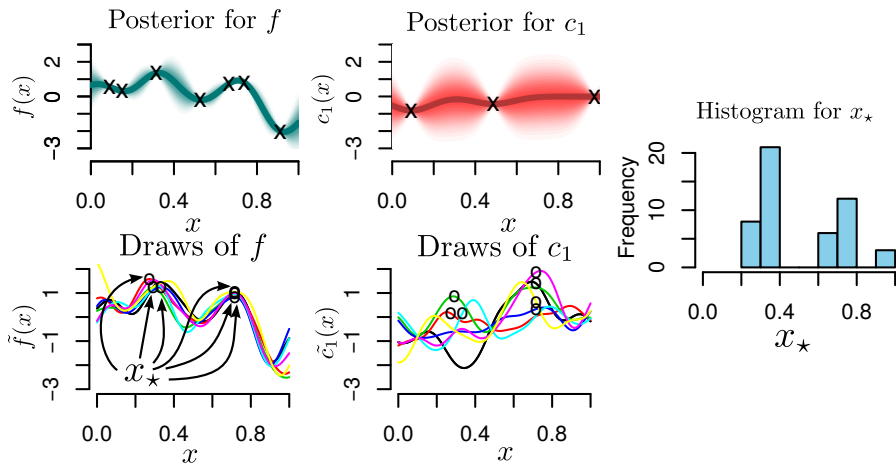 Posterior for f
f(x)
2
0
-3
X X X X X X X
0.0 0.4 0.8
x
Posterior for c₁
c₁(x)
2
0
-3
X X X
0.0 0.4 0.8
x
Histogram for x⋆
Frequency
20
10
0
0.0 0.4 0.8
x⋆
Draws of f
f̃(x)
1
-1
-3
x⋆
0.0 0.4 0.8
x
Draws of c₁
c̃₁(x)
1
-1
-3
0.0 0.4 0.8
x